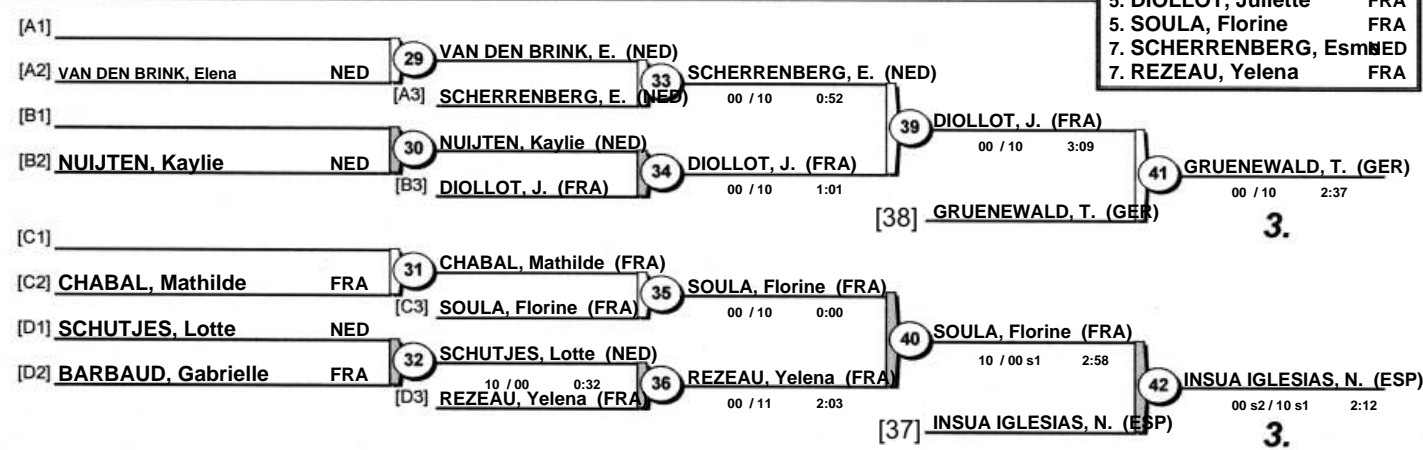 5. DIOLLOT, Juliette FRA
5. SOULA, Florine FRA
7. SCHERRENBERG, Esmé NED
7. REZEAU, Yelena FRA
[A1]
[A2] VAN DEN BRINK, Elena NED
29 VAN DEN BRINK, E. (NED)
[A3] SCHERRENBERG, E. (NED)
33 SCHERRENBERG, E. (NED)
00 / 10 0:52
[B1]
[B2] NUIJTEN, Kaylie NED
30 NUIJTEN, Kaylie (NED)
[B3] DIOLLOT, J. (FRA)
34 DIOLLOT, J. (FRA)
00 / 10 1:01
39 DIOLLOT, J. (FRA)
00 / 10 3:09
[38] GRUENEWALD, T. (GER)
41 GRUENEWALD, T. (GER)
00 / 10 2:37
3.
[C1]
[C2] CHABAL, Mathilde FRA
31 CHABAL, Mathilde (FRA)
[C3] SOULA, Florine (FRA)
35 SOULA, Florine (FRA)
00 / 10 0:00
[D1] SCHUTJES, Lotte NED
[D2] BARBAUD, Gabrielle FRA
32 SCHUTJES, Lotte (NED)
10 / 00 0:32
[D3] REZEAU, Yelena (FRA)
36 REZEAU, Yelena (FRA)
00 / 11 2:03
40 SOULA, Florine (FRA)
10 / 00 s1 2:58
[37] INSUA IGLESIAS, N. (ESP)
42 INSUA IGLESIAS, N. (ESP)
00 s2 / 10 s1 2:12
3.